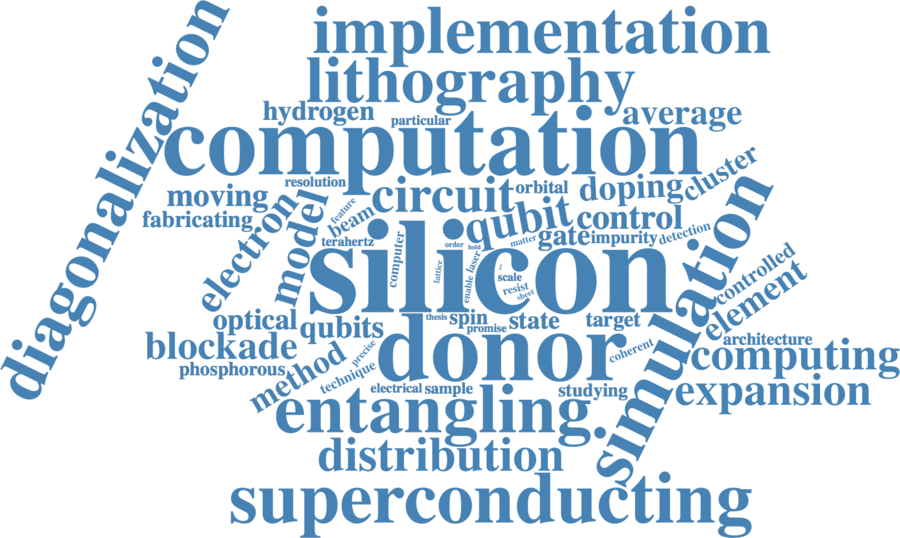 diagonalization
implementation
lithography
hydrogen
particular
average
computation
resolution
cluster
moving
circuit
orbital
doping
fabricating
feature
beam
qubit
control
electron
model
terahertz
computer
order
hold
matter
gate
impurity
detection
silicon
lattice
enable
laser
scale
resist
sheet
simulation
controlled
element
optical
qubits
thesis
spin
promise
state
target
architecture
blockade
donor
coherent
computing
phosphorous
method
precise
technique
electrical
sample
studying
expansion
entangling.
distribution
superconducting